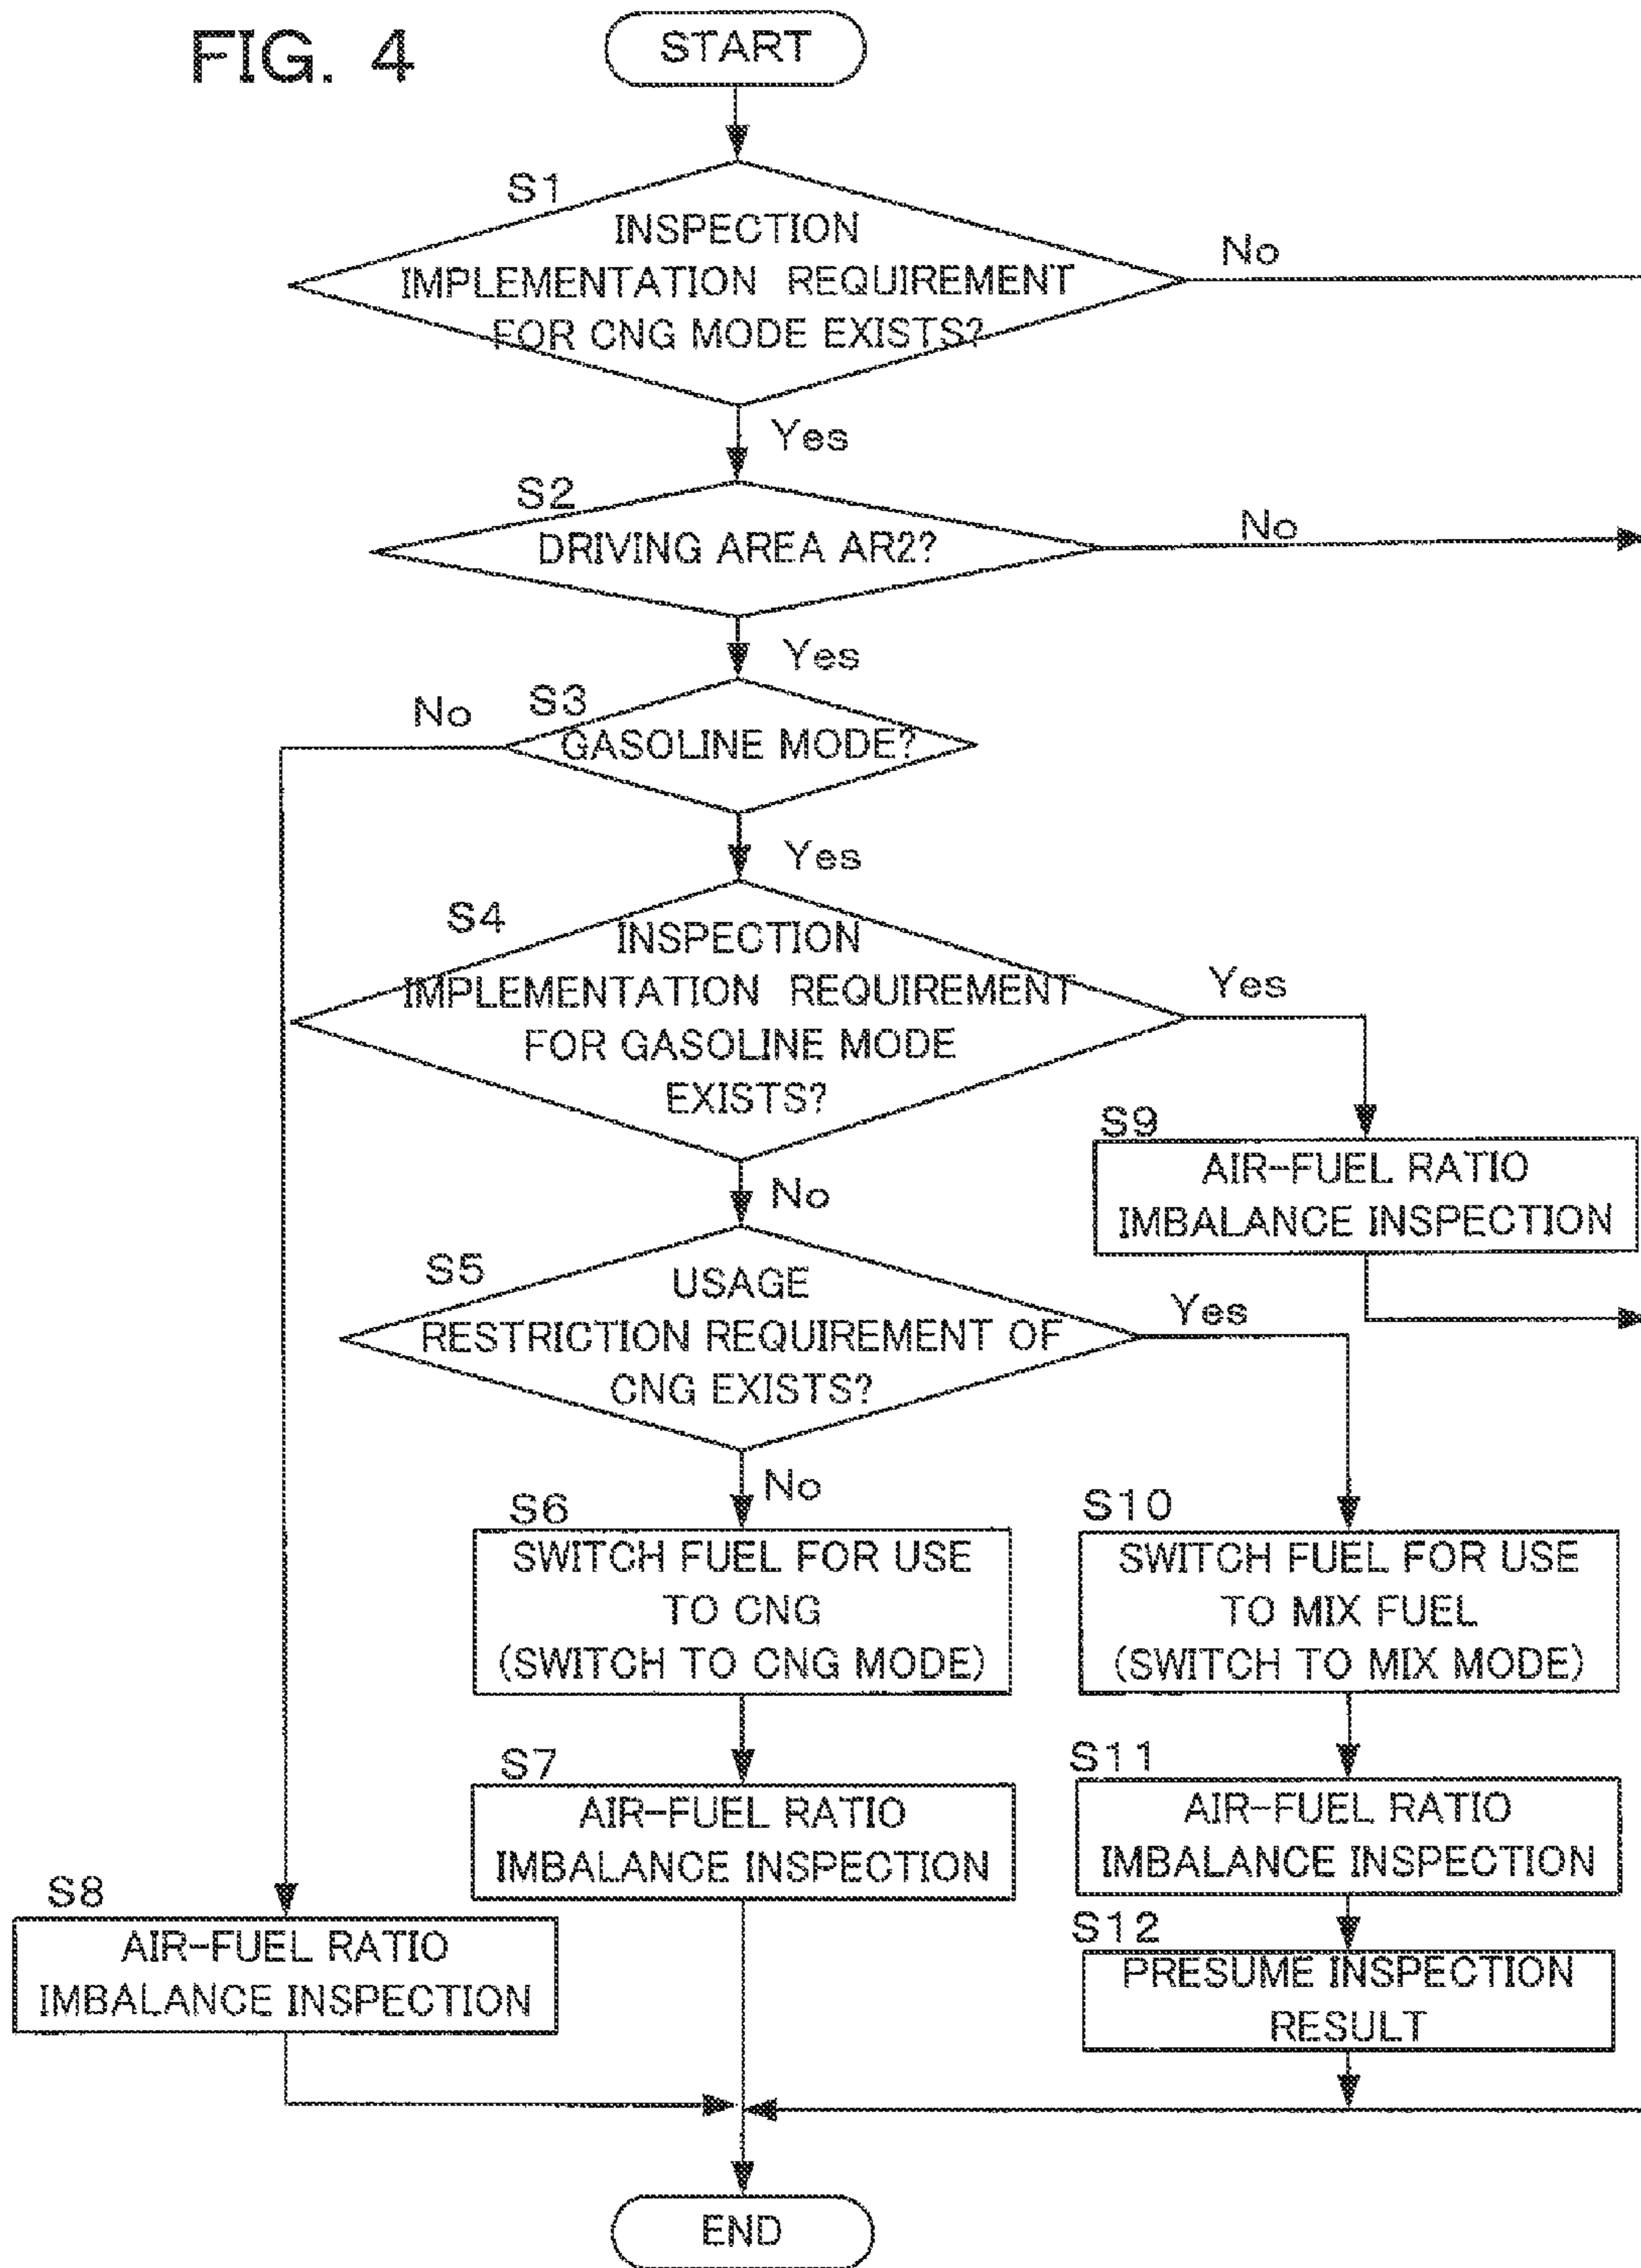 FIG. 4
START
S1
INSPECTION
IMPLEMENTATION REQUIREMENT
FOR CNG MODE EXISTS?
No
Yes
S2
DRIVING AREA AR2?
No
Yes
S3
GASOLINE MODE?
No
Yes
S4
INSPECTION
IMPLEMENTATION REQUIREMENT
FOR GASOLINE MODE
EXISTS?
Yes
No
S9
AIR-FUEL RATIO
IMBALANCE INSPECTION
S5
USAGE
RESTRICTION REQUIREMENT OF
CNG EXISTS?
Yes
No
S6
SWITCH FUEL FOR USE
TO CNG
(SWITCH TO CNG MODE)
S10
SWITCH FUEL FOR USE
TO MIX FUEL
(SWITCH TO MIX MODE)
S7
AIR-FUEL RATIO
IMBALANCE INSPECTION
S11
AIR-FUEL RATIO
IMBALANCE INSPECTION
S8
AIR-FUEL RATIO
IMBALANCE INSPECTION
S12
PRESUME INSPECTION
RESULT
END